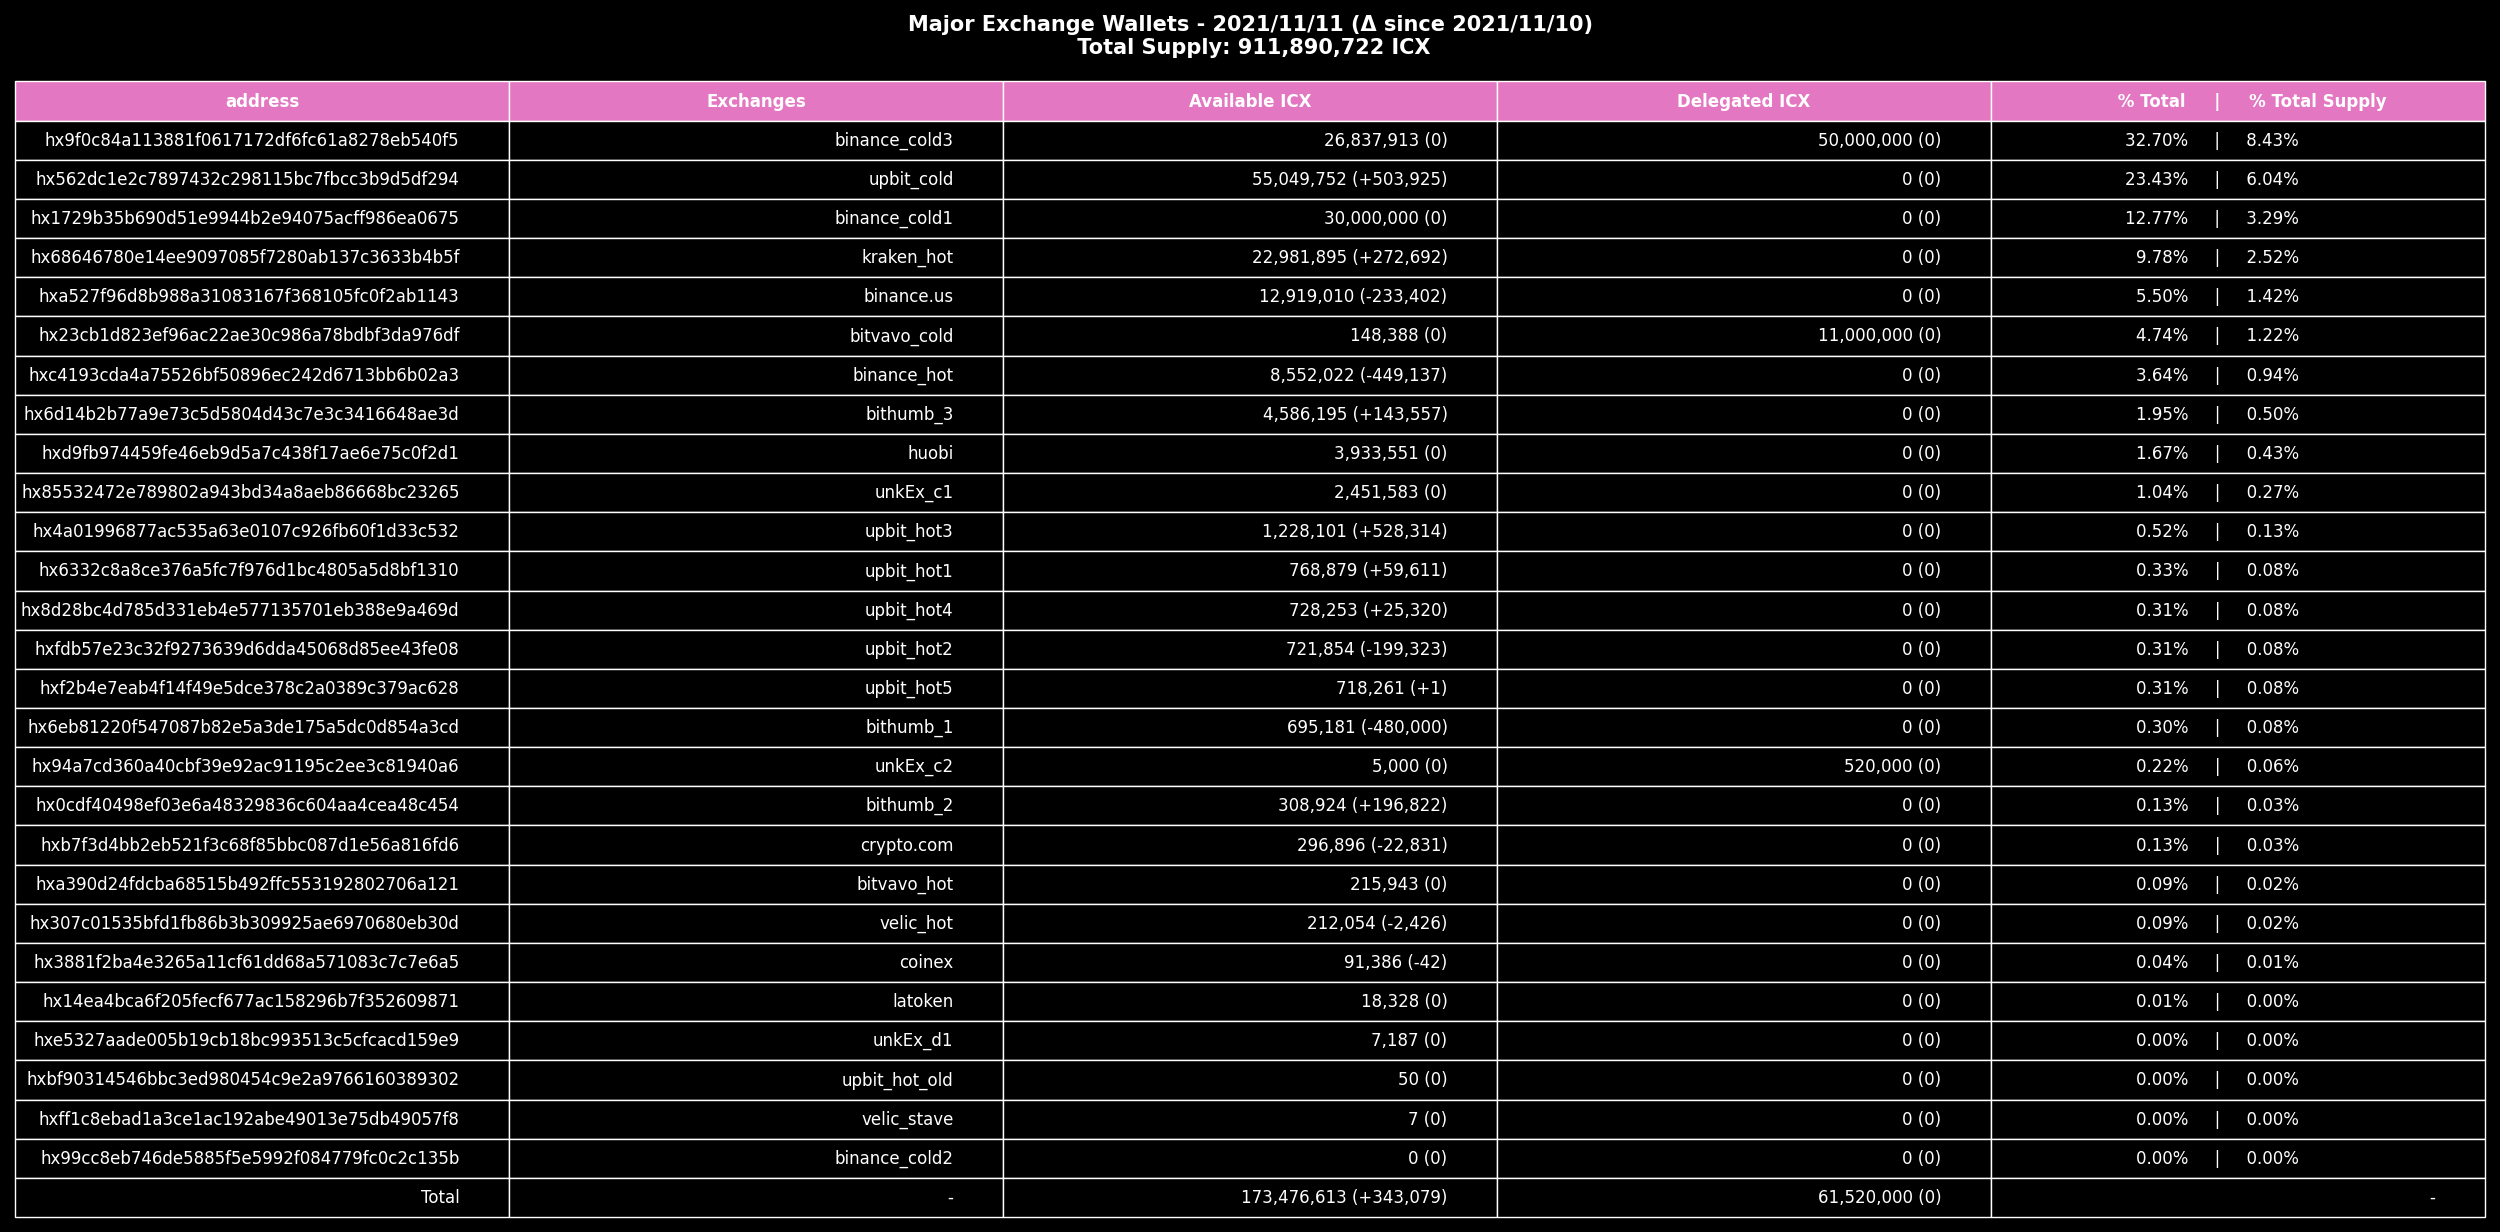 Major Exchange Wallets - 2021/11/11 (Δ since 2021/11/10)
Total Supply: 911,890,722 ICX
address Exchanges Available ICX Delegated ICX % Total | % Total Supply
hx9f0c84a113881f0617172df6fc61a8278eb540f5 binance_cold3 26,837,913 (0) 50,000,000 (0) 32.70% | 8.43%
hx562dc1e2c7897432c298115bc7fbcc3b9d5df294 upbit_cold 55,049,752 (+503,925) 0 (0) 23.43% | 6.04%
hx1729b35b690d51e9944b2e94075acff986ea0675 binance_cold1 30,000,000 (0) 0 (0) 12.77% | 3.29%
hx68646780e14ee9097085f7280ab137c3633b4b5f kraken_hot 22,981,895 (+272,692) 0 (0) 9.78% | 2.52%
hxa527f96d8b988a31083167f368105fc0f2ab1143 binance.us 12,919,010 (-233,402) 0 (0) 5.50% | 1.42%
hx23cb1d823ef96ac22ae30c986a78bdbf3da976df bitvavo_cold 148,388 (0) 11,000,000 (0) 4.74% | 1.22%
hxc4193cda4a75526bf50896ec242d6713bb6b02a3 binance_hot 8,552,022 (-449,137) 0 (0) 3.64% | 0.94%
hx6d14b2b77a9e73c5d5804d43c7e3c3416648ae3d bithumb_3 4,586,195 (+143,557) 0 (0) 1.95% | 0.50%
hxd9fb974459fe46eb9d5a7c438f17ae6e75c0f2d1 huobi 3,933,551 (0) 0 (0) 1.67% | 0.43%
hx85532472e789802a943bd34a8aeb86668bc23265 unkEx_c1 2,451,583 (0) 0 (0) 1.04% | 0.27%
hx4a01996877ac535a63e0107c926fb60f1d33c532 upbit_hot3 1,228,101 (+528,314) 0 (0) 0.52% | 0.13%
hx6332c8a8ce376a5fc7f976d1bc4805a5d8bf1310 upbit_hot1 768,879 (+59,611) 0 (0) 0.33% | 0.08%
hx8d28bc4d785d331eb4e577135701eb388e9a469d upbit_hot4 728,253 (+25,320) 0 (0) 0.31% | 0.08%
hxfdb57e23c32f9273639d6dda45068d85ee43fe08 upbit_hot2 721,854 (-199,323) 0 (0) 0.31% | 0.08%
hxf2b4e7eab4f14f49e5dce378c2a0389c379ac628 upbit_hot5 718,261 (+1) 0 (0) 0.31% | 0.08%
hx6eb81220f547087b82e5a3de175a5dc0d854a3cd bithumb_1 695,181 (-480,000) 0 (0) 0.30% | 0.08%
hx94a7cd360a40cbf39e92ac91195c2ee3c81940a6 unkEx_c2 5,000 (0) 520,000 (0) 0.22% | 0.06%
hx0cdf40498ef03e6a48329836c604aa4cea48c454 bithumb_2 308,924 (+196,822) 0 (0) 0.13% | 0.03%
hxb7f3d4bb2eb521f3c68f85bbc087d1e56a816fd6 crypto.com 296,896 (-22,831) 0 (0) 0.13% | 0.03%
hxa390d24fdcba68515b492ffc553192802706a121 bitvavo_hot 215,943 (0) 0 (0) 0.09% | 0.02%
hx307c01535bfd1fb86b3b309925ae6970680eb30d velic_hot 212,054 (-2,426) 0 (0) 0.09% | 0.02%
hx3881f2ba4e3265a11cf61dd68a571083c7c7e6a5 coinex 91,386 (-42) 0 (0) 0.04% | 0.01%
hx14ea4bca6f205fecf677ac158296b7f352609871 latoken 18,328 (0) 0 (0) 0.01% | 0.00%
hxe5327aade005b19cb18bc993513c5cfcacd159e9 unkEx_d1 7,187 (0) 0 (0) 0.00% | 0.00%
hxbf90314546bbc3ed980454c9e2a9766160389302 upbit_hot_old 50 (0) 0 (0) 0.00% | 0.00%
hxff1c8ebad1a3ce1ac192abe49013e75db49057f8 velic_stave 7 (0) 0 (0) 0.00% | 0.00%
hx99cc8eb746de5885f5e5992f084779fc0c2c135b binance_cold2 0 (0) 0 (0) 0.00% | 0.00%
Total - 173,476,613 (+343,079) 61,520,000 (0) -